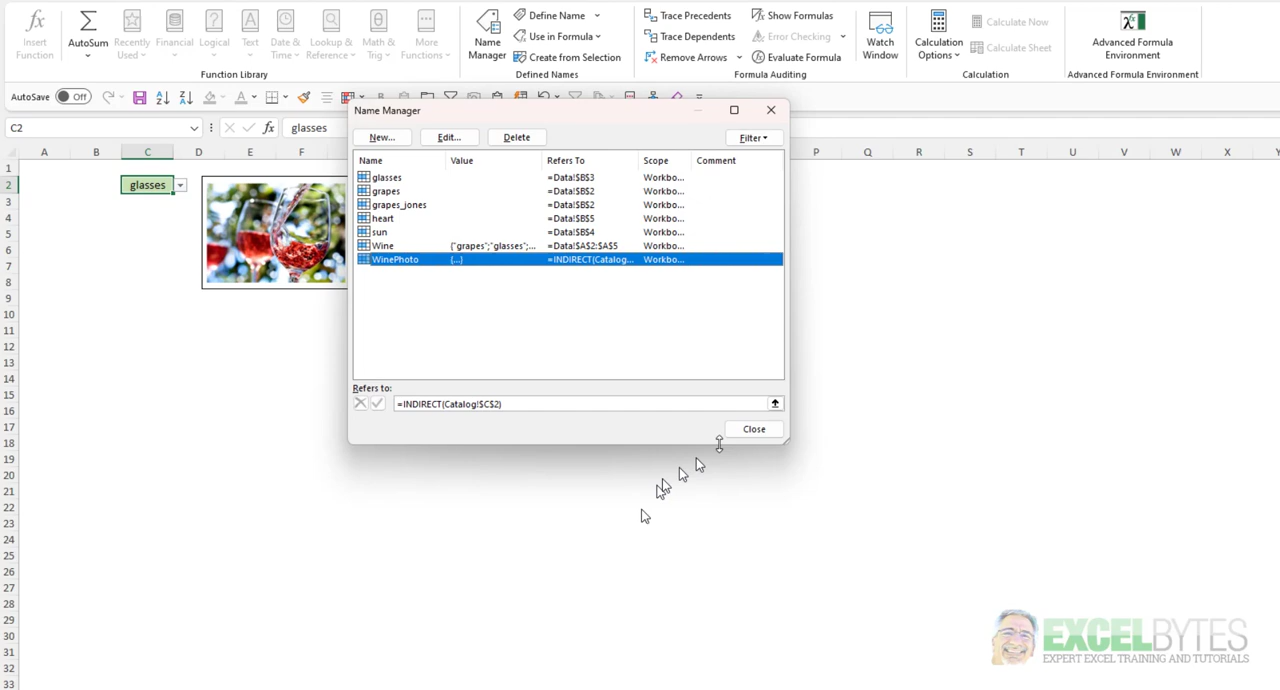 Insert Function
AutoSum
Recently Used
Financial
Logical
Text
Date & Time
Lookup & Reference
Math & Trig
More Functions
Function Library
Name Manager
Define Name
Use in Formula
Create from Selection
Defined Names
Trace Precedents
Trace Dependents
Remove Arrows
Show Formulas
Error Checking
Evaluate Formula
Formula Auditing
Watch Window
Calculation Options
Calculate Now
Calculate Sheet
Calculation
Advanced Formula Environment
Advanced Formula Environment
AutoSave Off
C2 fx glasses
Name Manager
New... Edit... Delete Filter
Name Value Refers To Scope Comment
glasses =Data!$B$3 Workbo...
grapes =Data!$B$2 Workbo...
grapes_jones Workbo...
heart =Data!$B$5 Workbo...
sun =Data!$B$4 Workbo...
Wine {"grapes";"glasses";... =Data!$A$2:$A$5 Workbo...
WinePhoto {...} =INDIRECT(Catalog... Workbo...
Refers to:
=INDIRECT(Catalog!$C$2)
Close
A B C D E F P Q R S T U V W X Y
1
2 glasses
3
4
5
6
7
8
9
10
11
12
13
14
15
16
17
18
19
20
21
22
23
24
25
26
27
28
29
30
31
32
33
EXCELBYTES
EXPERT EXCEL TRAINING AND TUTORIALS